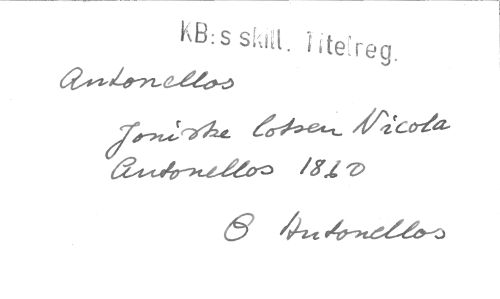 KB:s skill. Titelreg.
Antonellos
Joniske lotsen Nicola
Antonellos 1860
O Antonellos